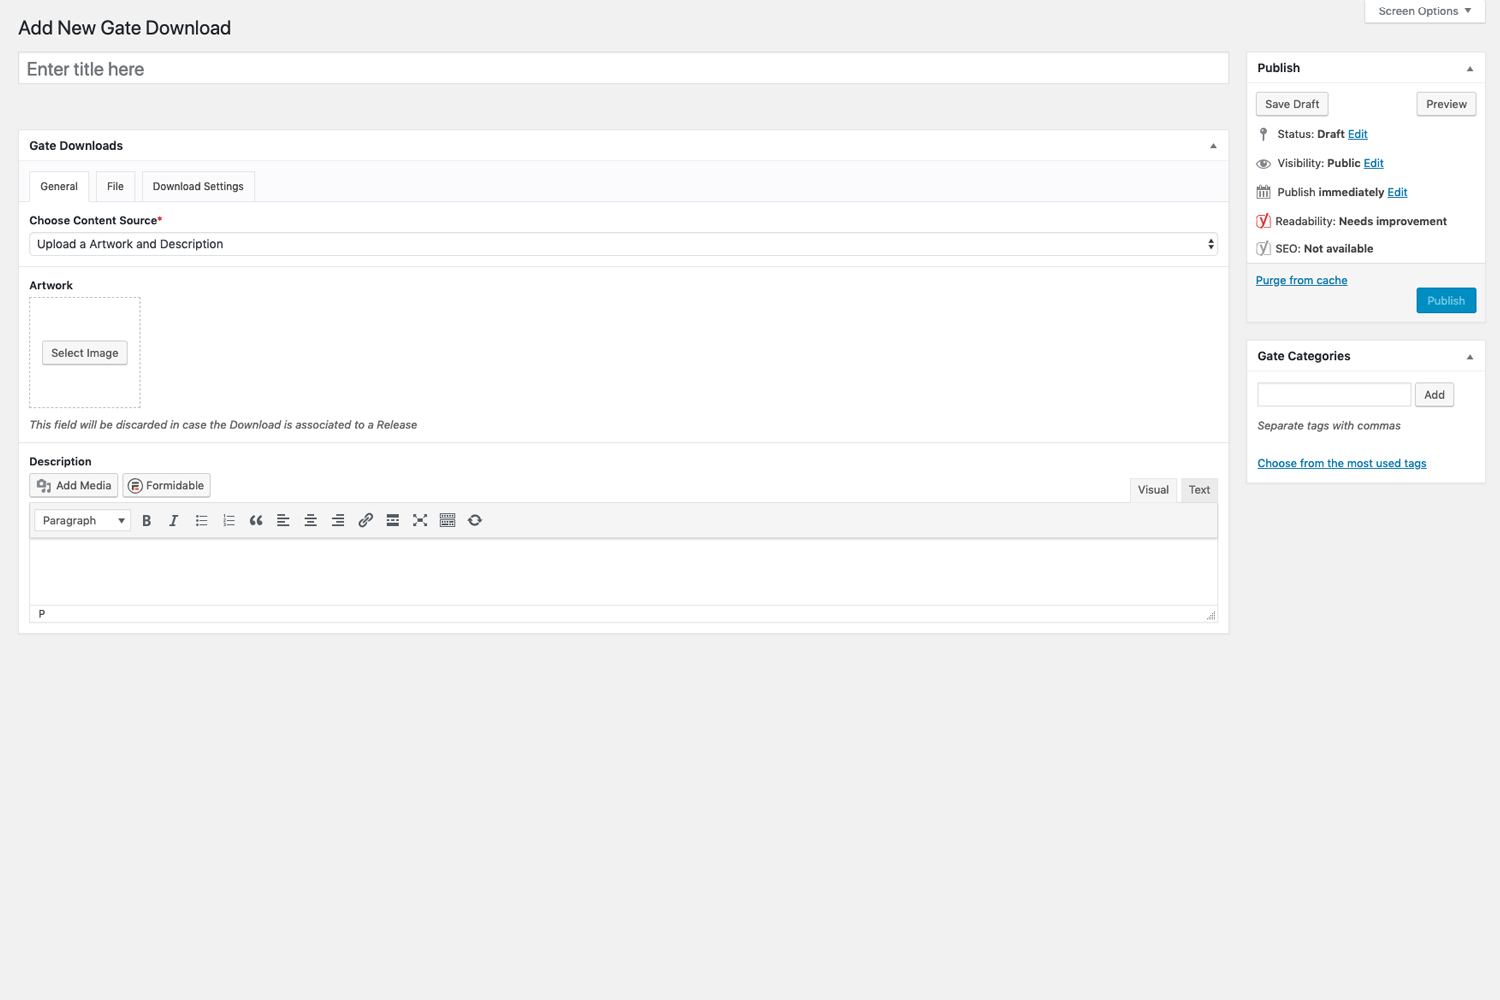 Screen Options
Add New Gate Download
Enter title here
Gate Downloads
General File Download Settings
Choose Content Source*
Upload a Artwork and Description
Artwork
Select Image
This field will be discarded in case the Download is associated to a Release
Description
Add Media Formidable
Visual Text
Paragraph B I
P
Publish
Save Draft Preview
Status: Draft Edit
Visibility: Public Edit
Publish immediately Edit
Readability: Needs improvement
SEO: Not available
Purge from cache
Publish
Gate Categories
Add
Separate tags with commas
Choose from the most used tags